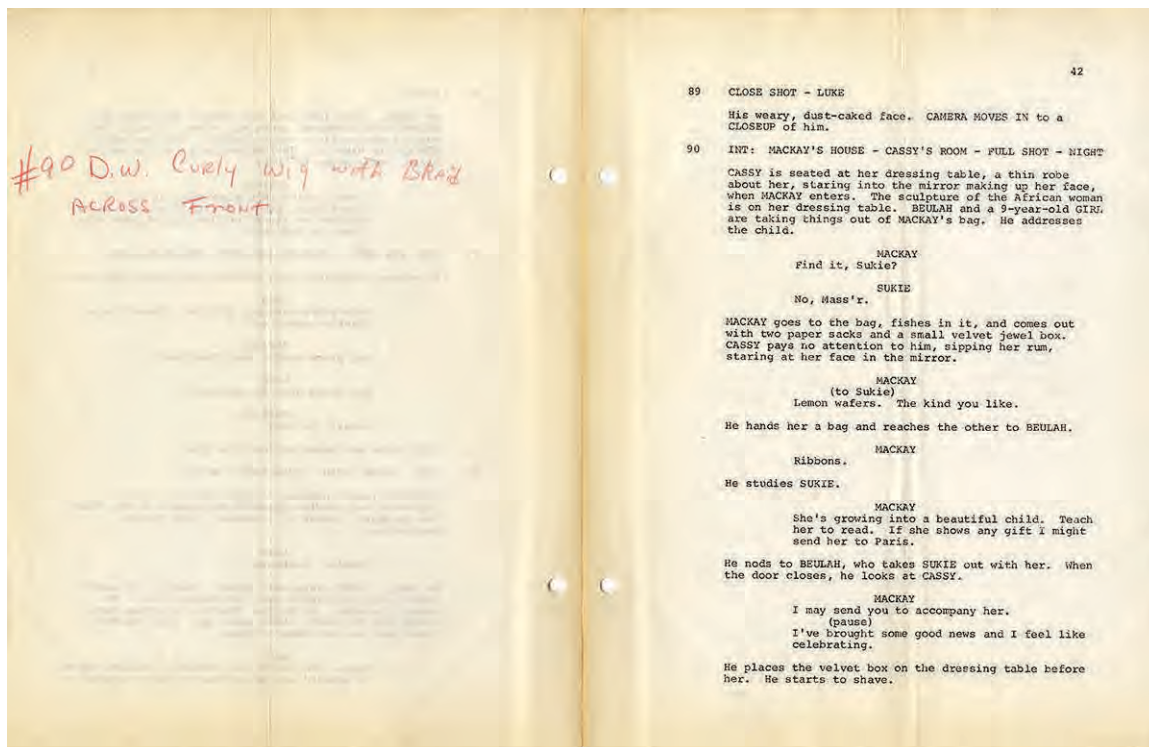 #90 D.W. Curly wig with BRAid
ACROSS FRONT.
42
89 CLOSE SHOT - LUKE
His weary, dust-caked face. CAMERA MOVES IN to a
CLOSEUP of him.
90 INT: MACKAY'S HOUSE - CASSY'S ROOM - FULL SHOT - NIGHT
CASSY is seated at her dressing table, a thin robe
about her, staring into the mirror making up her face,
when MACKAY enters. The sculpture of the African woman
is on her dressing table. BEULAH and a 9-year-old GIRL
are taking things out of MACKAY's bag. He addresses
the child.
MACKAY
Find it, Sukie?
SUKIE
No, Mass'r.
MACKAY goes to the bag, fishes in it, and comes out
with two paper sacks and a small velvet jewel box.
CASSY pays no attention to him, sipping her rum,
staring at her face in the mirror.
MACKAY
(to Sukie)
Lemon wafers. The kind you like.
He hands her a bag and reaches the other to BEULAH.
MACKAY
Ribbons.
He studies SUKIE.
MACKAY
She's growing into a beautiful child. Teach
her to read. If she shows any gift I might
send her to Paris.
He nods to BEULAH, who takes SUKIE out with her. When
the door closes, he looks at CASSY.
MACKAY
I may send you to accompany her.
(pause)
I've brought some good news and I feel like
celebrating.
He places the velvet box on the dressing table before
her. He starts to shave.